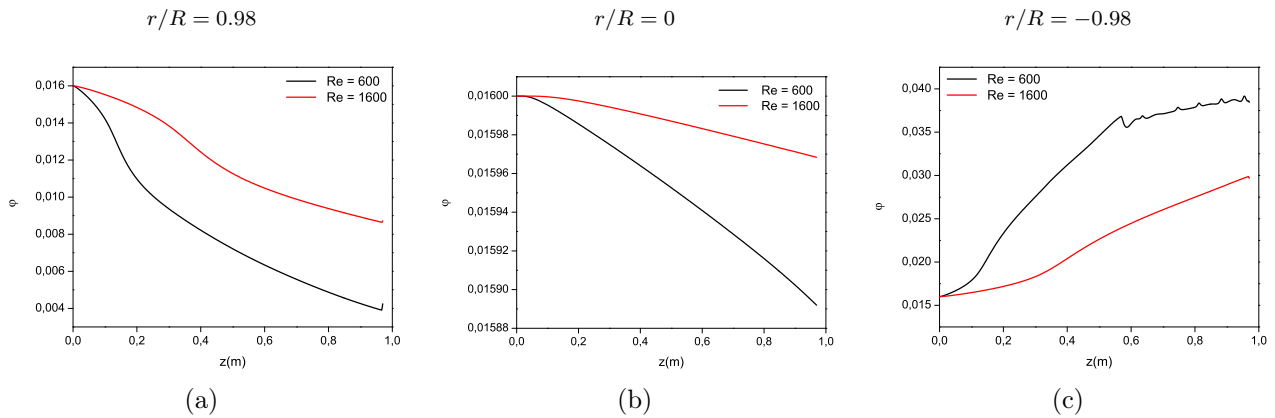 r/R = 0.98
r/R = 0
r/R = −0.98
Re = 600
Re = 1600
φ
0,016
0,014
0,012
0,010
0,008
0,006
0,004
0,0 0,2 0,4 0,6 0,8 1,0
z(m)
(a)
Re = 600
Re = 1600
φ
0,01600
0,01598
0,01596
0,01594
0,01592
0,01590
0,01588
0,0 0,2 0,4 0,6 0,8 1,0
z(m)
(b)
Re = 600
Re = 1600
φ
0,040
0,035
0,030
0,025
0,020
0,015
0,0 0,2 0,4 0,6 0,8 1,0
z(m)
(c)